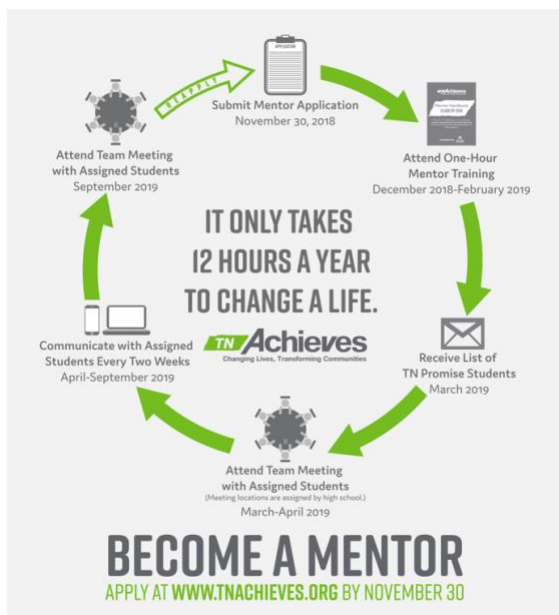 APPLICATION
REAPPLY
Submit Mentor Application
November 30, 2018
Attend One-Hour
Mentor Training
December 2018-February 2019
Receive List of
TN Promise Students
March 2019
Attend Team Meeting
with Assigned Students
(Meeting locations are assigned by high school.)
March-April 2019
Communicate with Assigned
Students Every Two Weeks
April-September 2019
Attend Team Meeting
with Assigned Students
September 2019
IT ONLY TAKES
12 HOURS A YEAR
TO CHANGE A LIFE.
TN Achieves
Changing Lives, Transforming Communities
BECOME A MENTOR
APPLY AT WWW.TNACHIEVES.ORG BY NOVEMBER 30